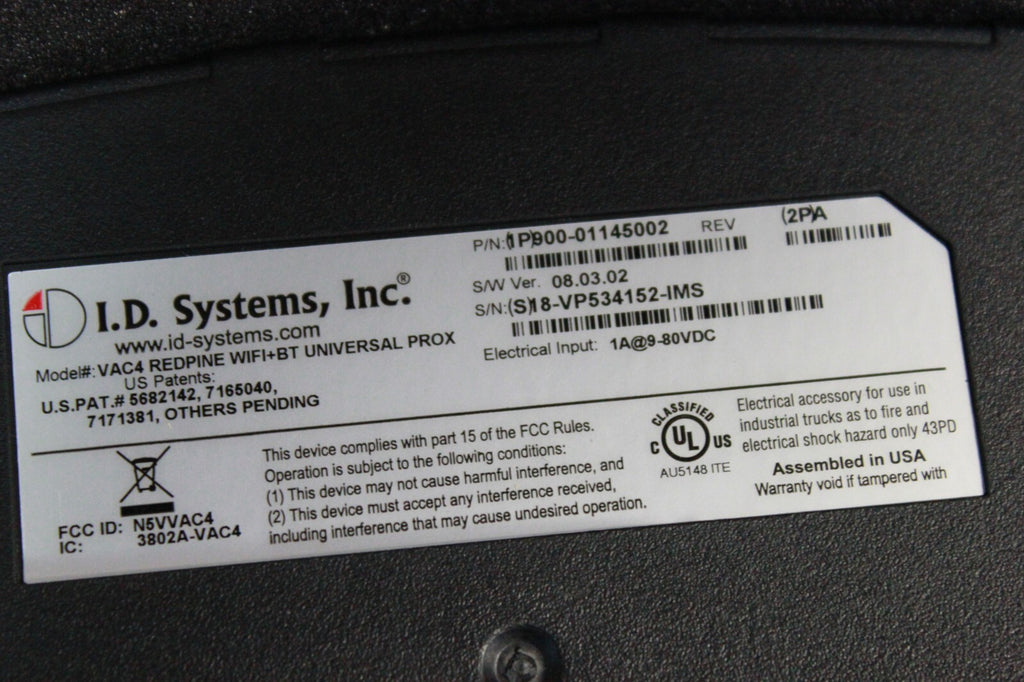 I.D. Systems, Inc.®
www.id-systems.com
Model#: VAC4 REDPINE WIFI+BT UNIVERSAL PROX
US Patents:
U.S.PAT.# 5682142, 7165040,
7171381, OTHERS PENDING
P/N:(1P)900-01145002 REV (2P)A
S/W Ver. 08.03.02
S/N:(S)18-VP534152-IMS
Electrical Input: 1A@9-80VDC
FCC ID: N5VVAC4
IC: 3802A-VAC4
This device complies with part 15 of the FCC Rules.
Operation is subject to the following conditions:
(1) This device may not cause harmful interference, and
(2) This device must accept any interference received,
including interference that may cause undesired operation.
CLASSIFIED
C UL US
AU5148 ITE
Electrical accessory for use in
industrial trucks as to fire and
electrical shock hazard only 43PD
Assembled in USA
Warranty void if tampered with